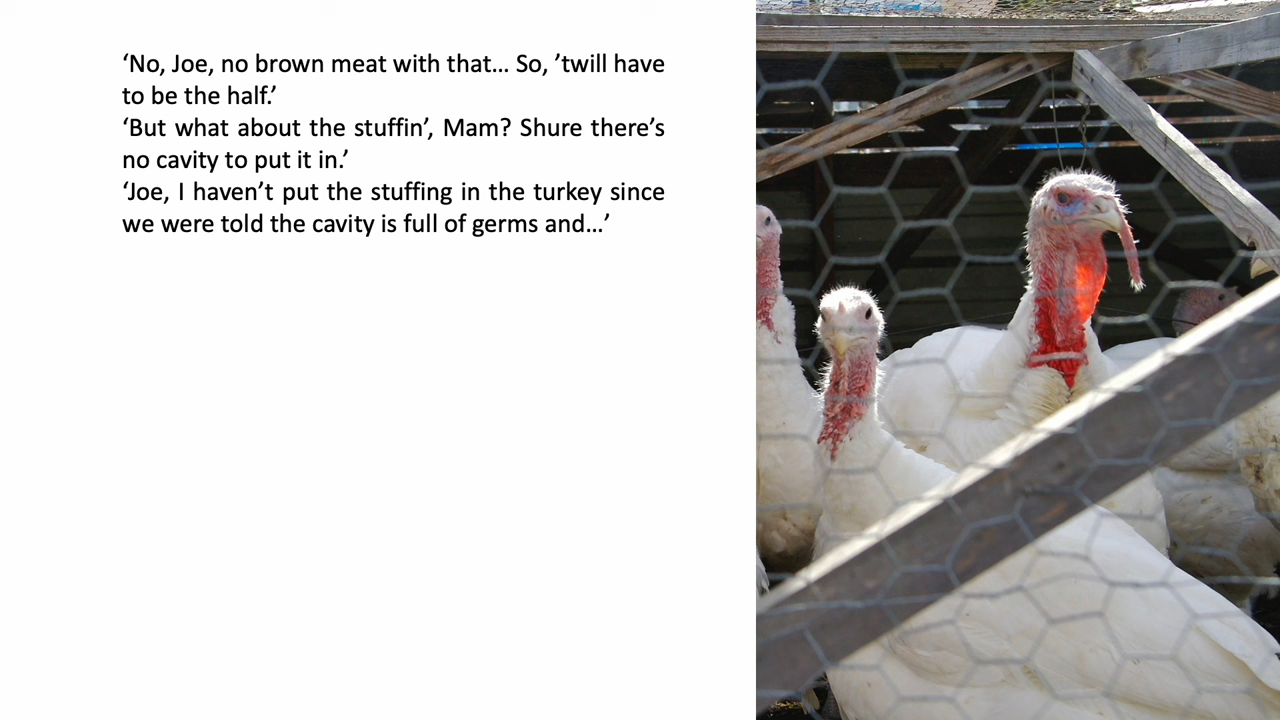 ‘No, Joe, no brown meat with that... So, ’twill have
to be the half.’
‘But what about the stuffin’, Mam? Shure there’s
no cavity to put it in.’
‘Joe, I haven’t put the stuffing in the turkey since
we were told the cavity is full of germs and...’